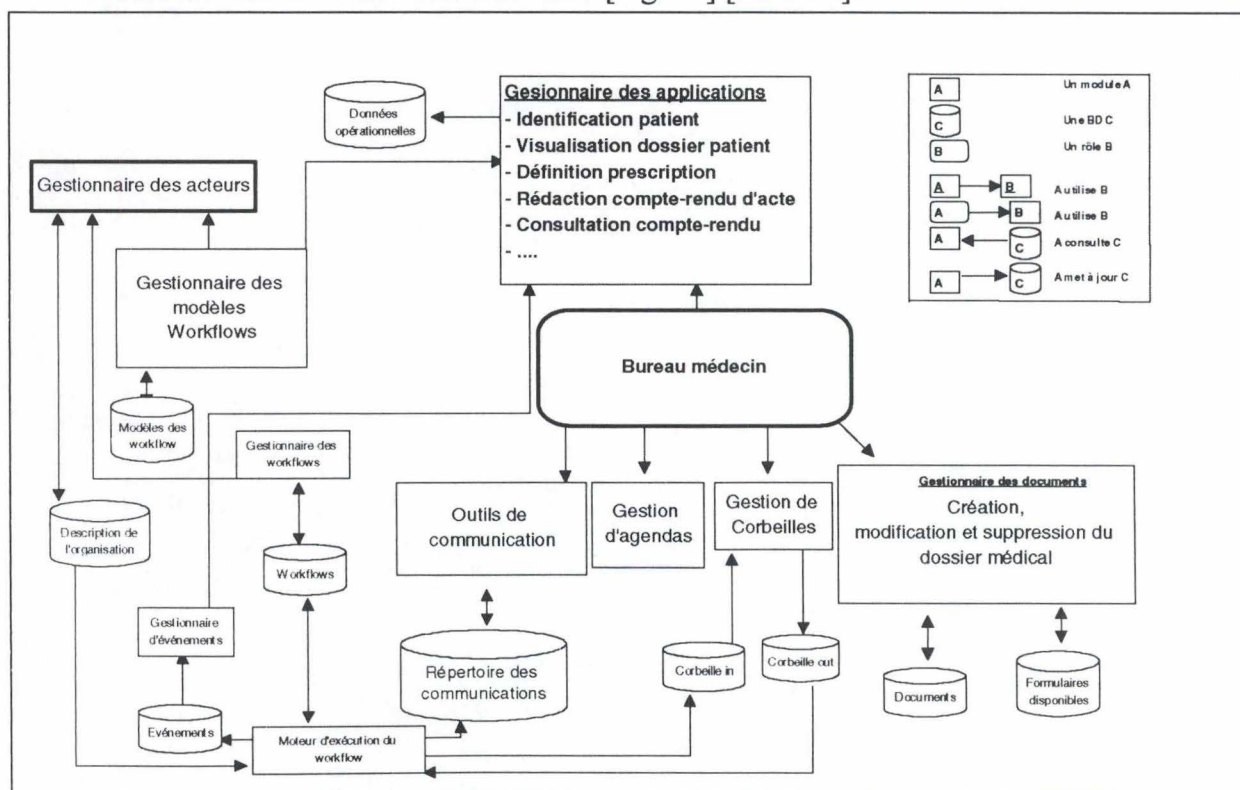 Gesionnaire des applications
- Identification patient
- Visualisation dossier patient
- Définition prescription
- Rédaction compte-rendu d'acte
- Consultation compte-rendu
- ....
Données
opérationnelles
A
Un module A
C
Une BD C
B
Un rôle B
A
B
A utilise B
A
B
A utilise B
A
C
A consulte C
A
C
A met à jour C
Gestionnaire des acteurs
Gestionnaire des
modèles
Workflows
Bureau médecin
Modèles des
workflow
Gestionnaire des
workflows
Description de
l'organisation
Workflows
Outils de
communication
Gestion
d'agendas
Gestion de
Corbeilles
Gestionnaire des documents
Création,
modification et suppression du
dossier médical
Gestionnaire
d'événements
Répertoire des
communications
Corbeille in
Corbeille out
Documents
Formulaires
disponibles
Evénements
Moteur d'exécution du
workflow